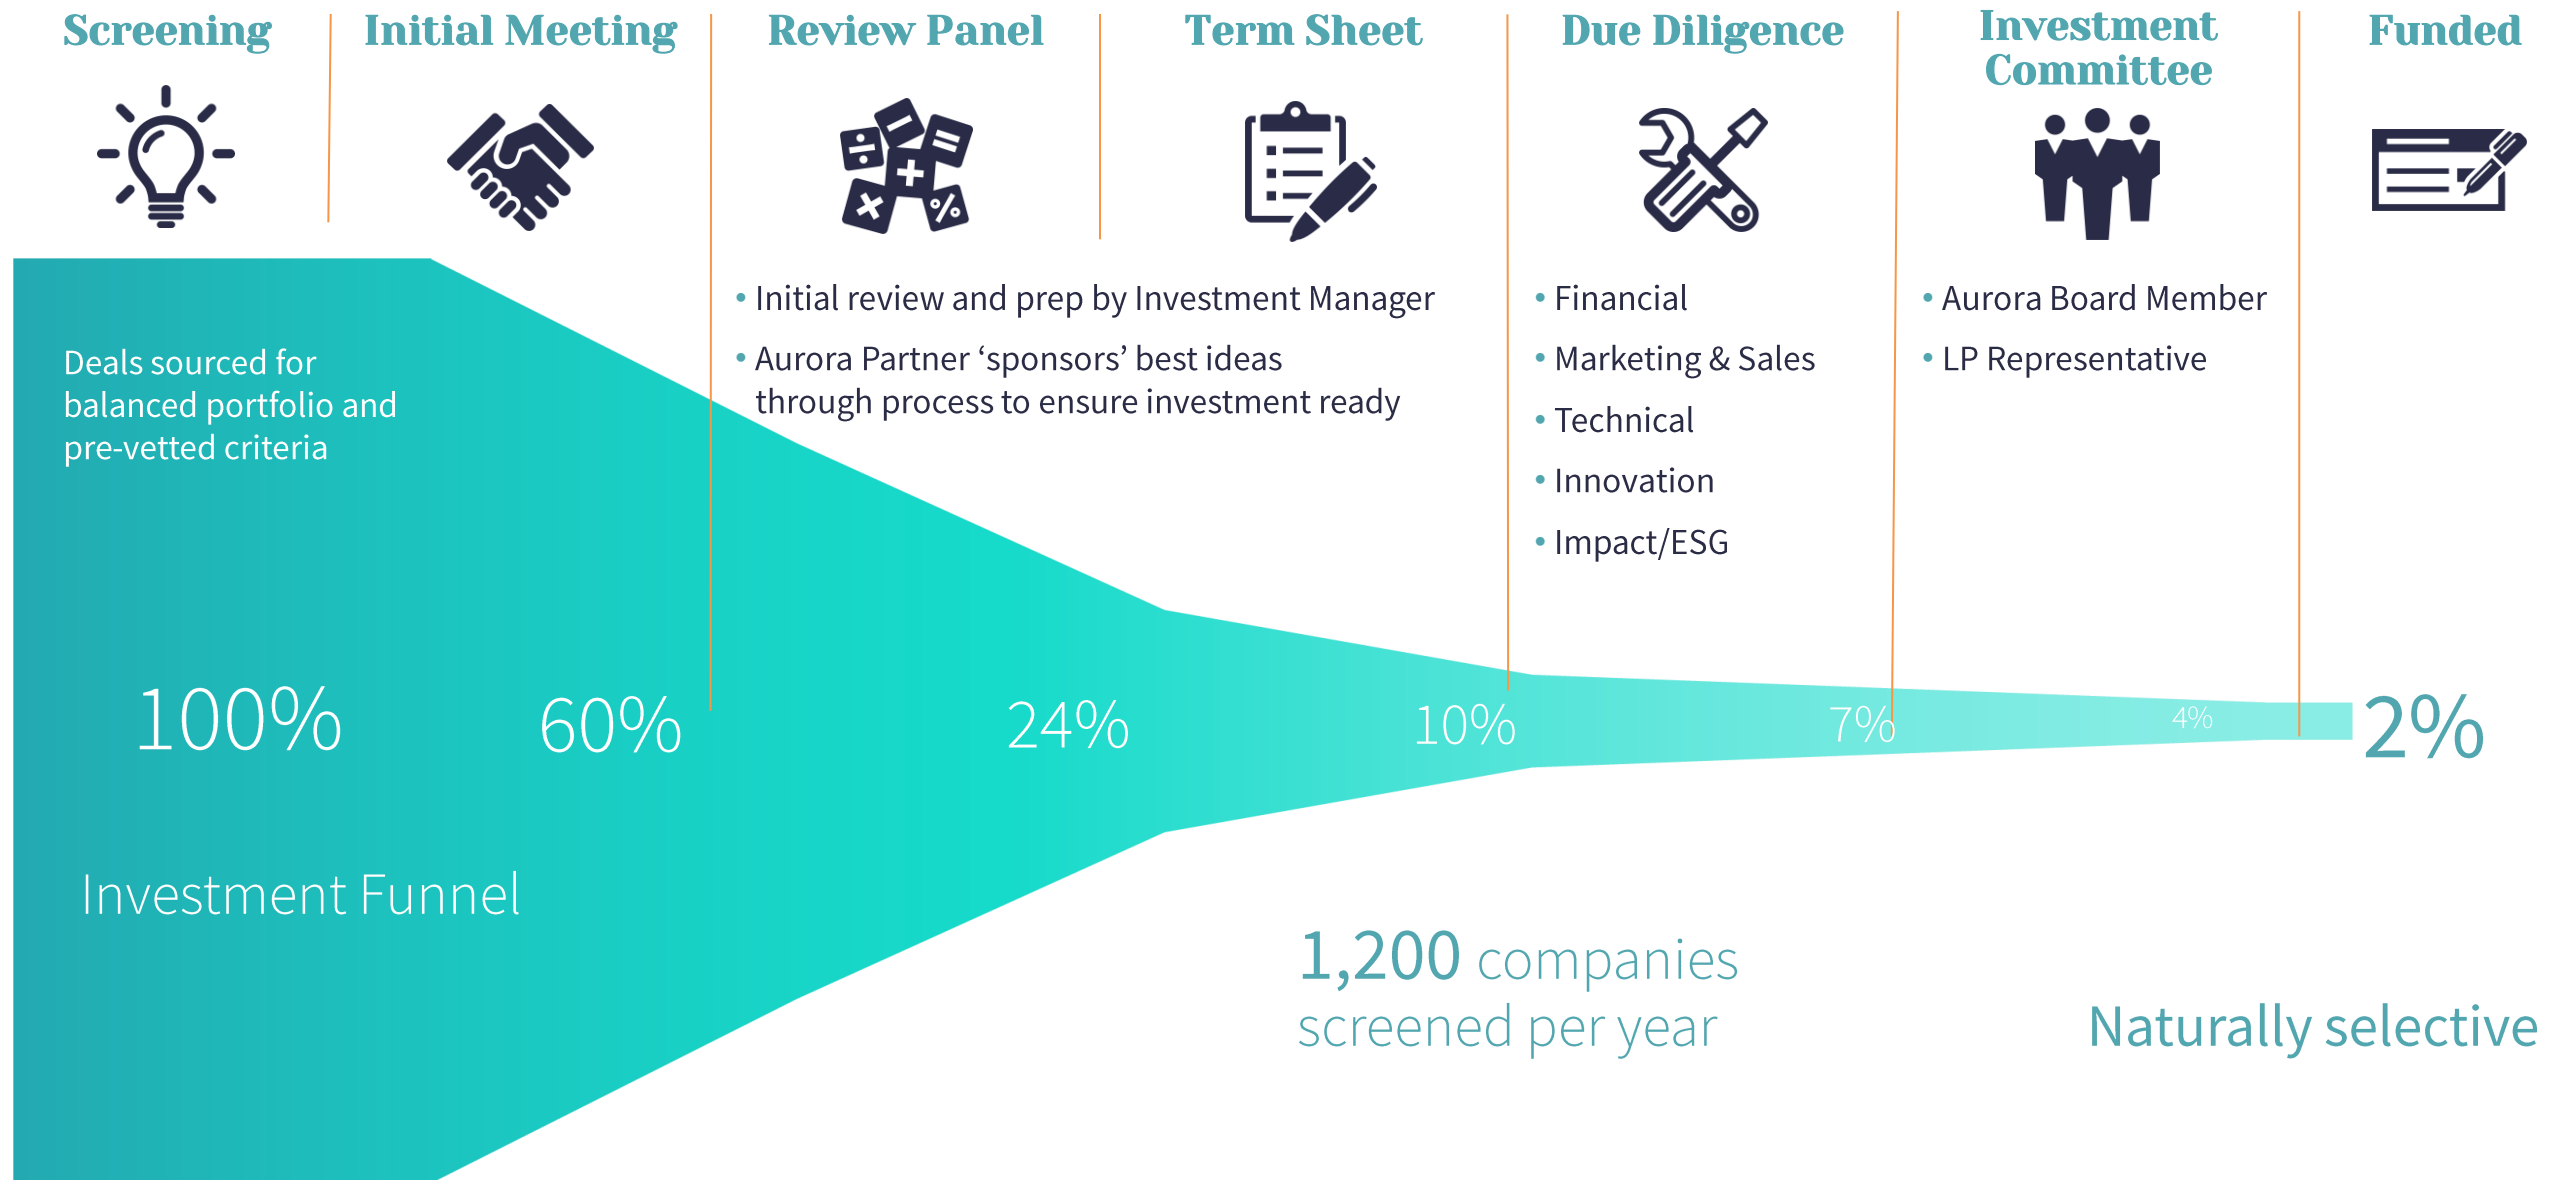 Screening
Initial Meeting
Review Panel
Term Sheet
Due Diligence
Investment
Committee
Funded
Deals sourced for
balanced portfolio and
pre-vetted criteria
• Initial review and prep by Investment Manager
• Aurora Partner ‘sponsors’ best ideas
through process to ensure investment ready
• Financial
• Marketing & Sales
• Technical
• Innovation
• Impact/ESG
• Aurora Board Member
• LP Representative
100%
60%
24%
10%
7%
4%
2%
Investment Funnel
1,200 companies
screened per year
Naturally selective